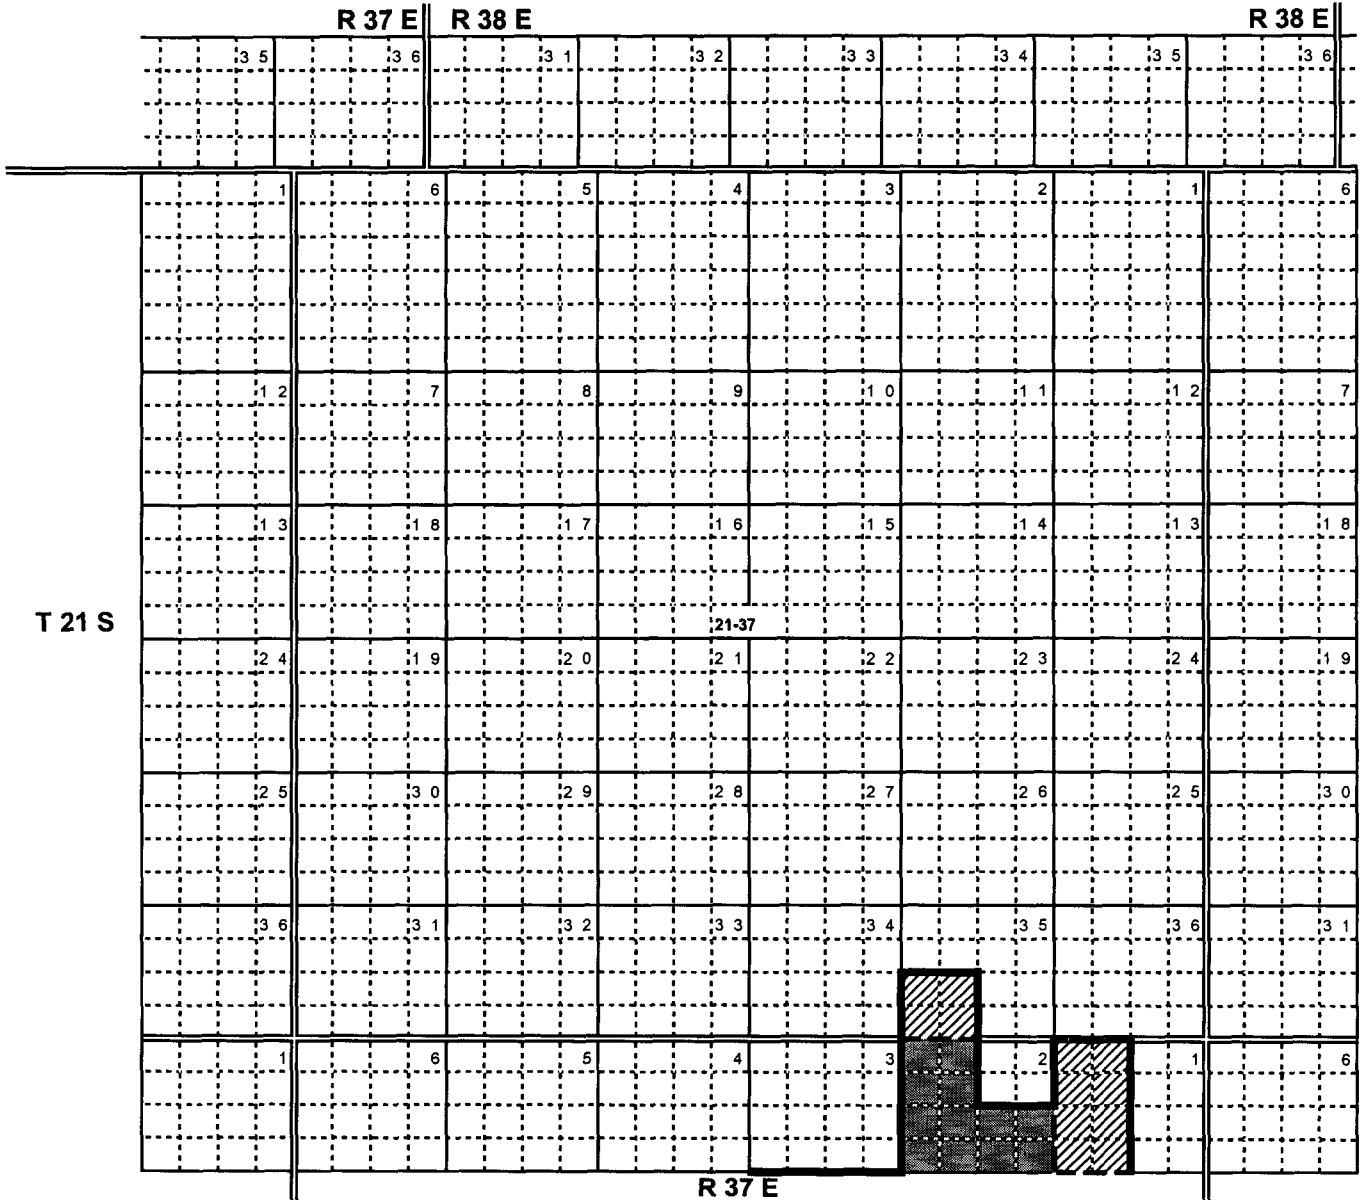 R 37 E R 38 E R 38 E
35 36 31 32 33 34 35 36
1 6 5 4 3 2 1 6
12 7 8 9 10 11 12 7
13 18 17 16 15 14 13 18
T 21 S
21-37
24 19 20 21 22 23 24 19
25 30 29 28 27 26 25 30
36 31 32 33 34 35 36 31
1 6 5 4 3 2 1 6
R 37 E